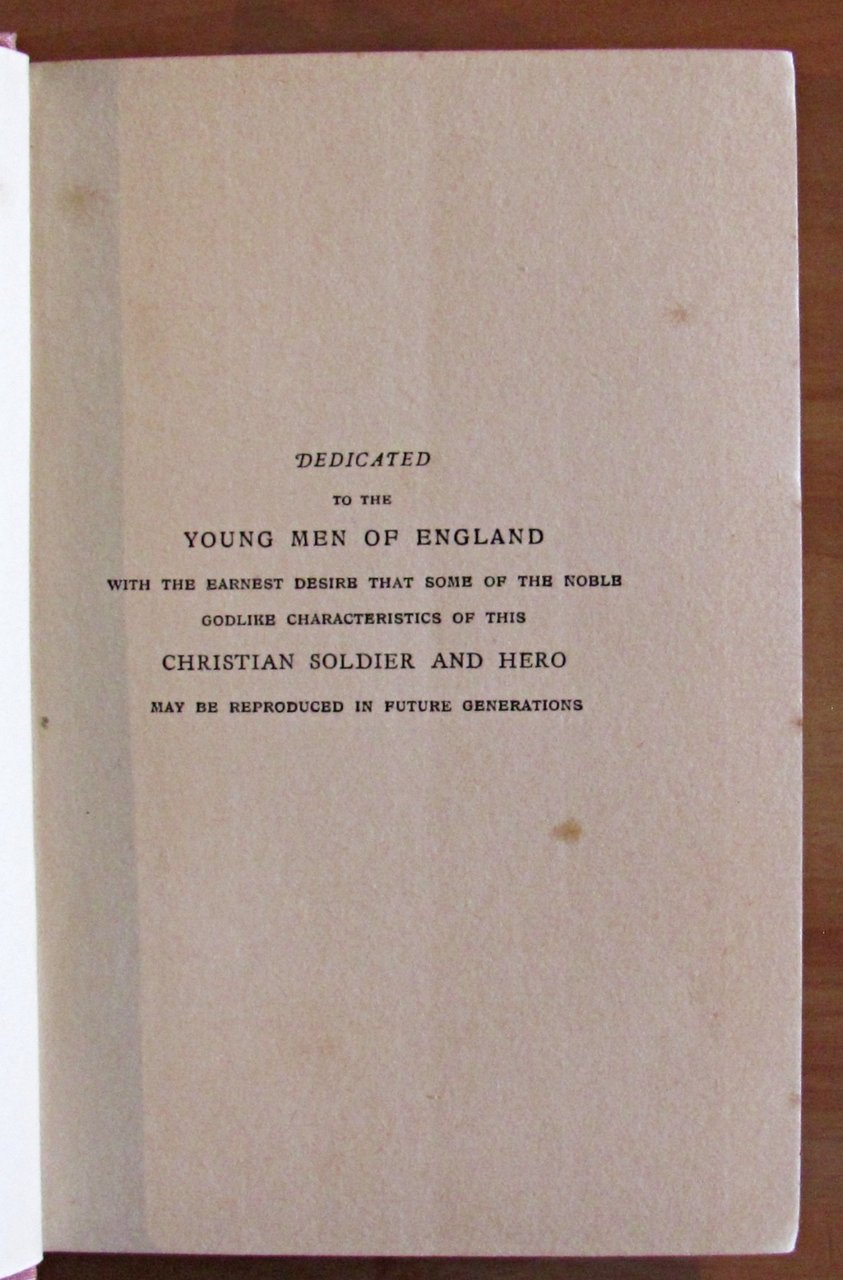 DEDICATED
TO THE
YOUNG MEN OF ENGLAND
WITH THE EARNEST DESIRE THAT SOME OF THE NOBLE
GODLIKE CHARACTERISTICS OF THIS
CHRISTIAN SOLDIER AND HERO
MAY BE REPRODUCED IN FUTURE GENERATIONS